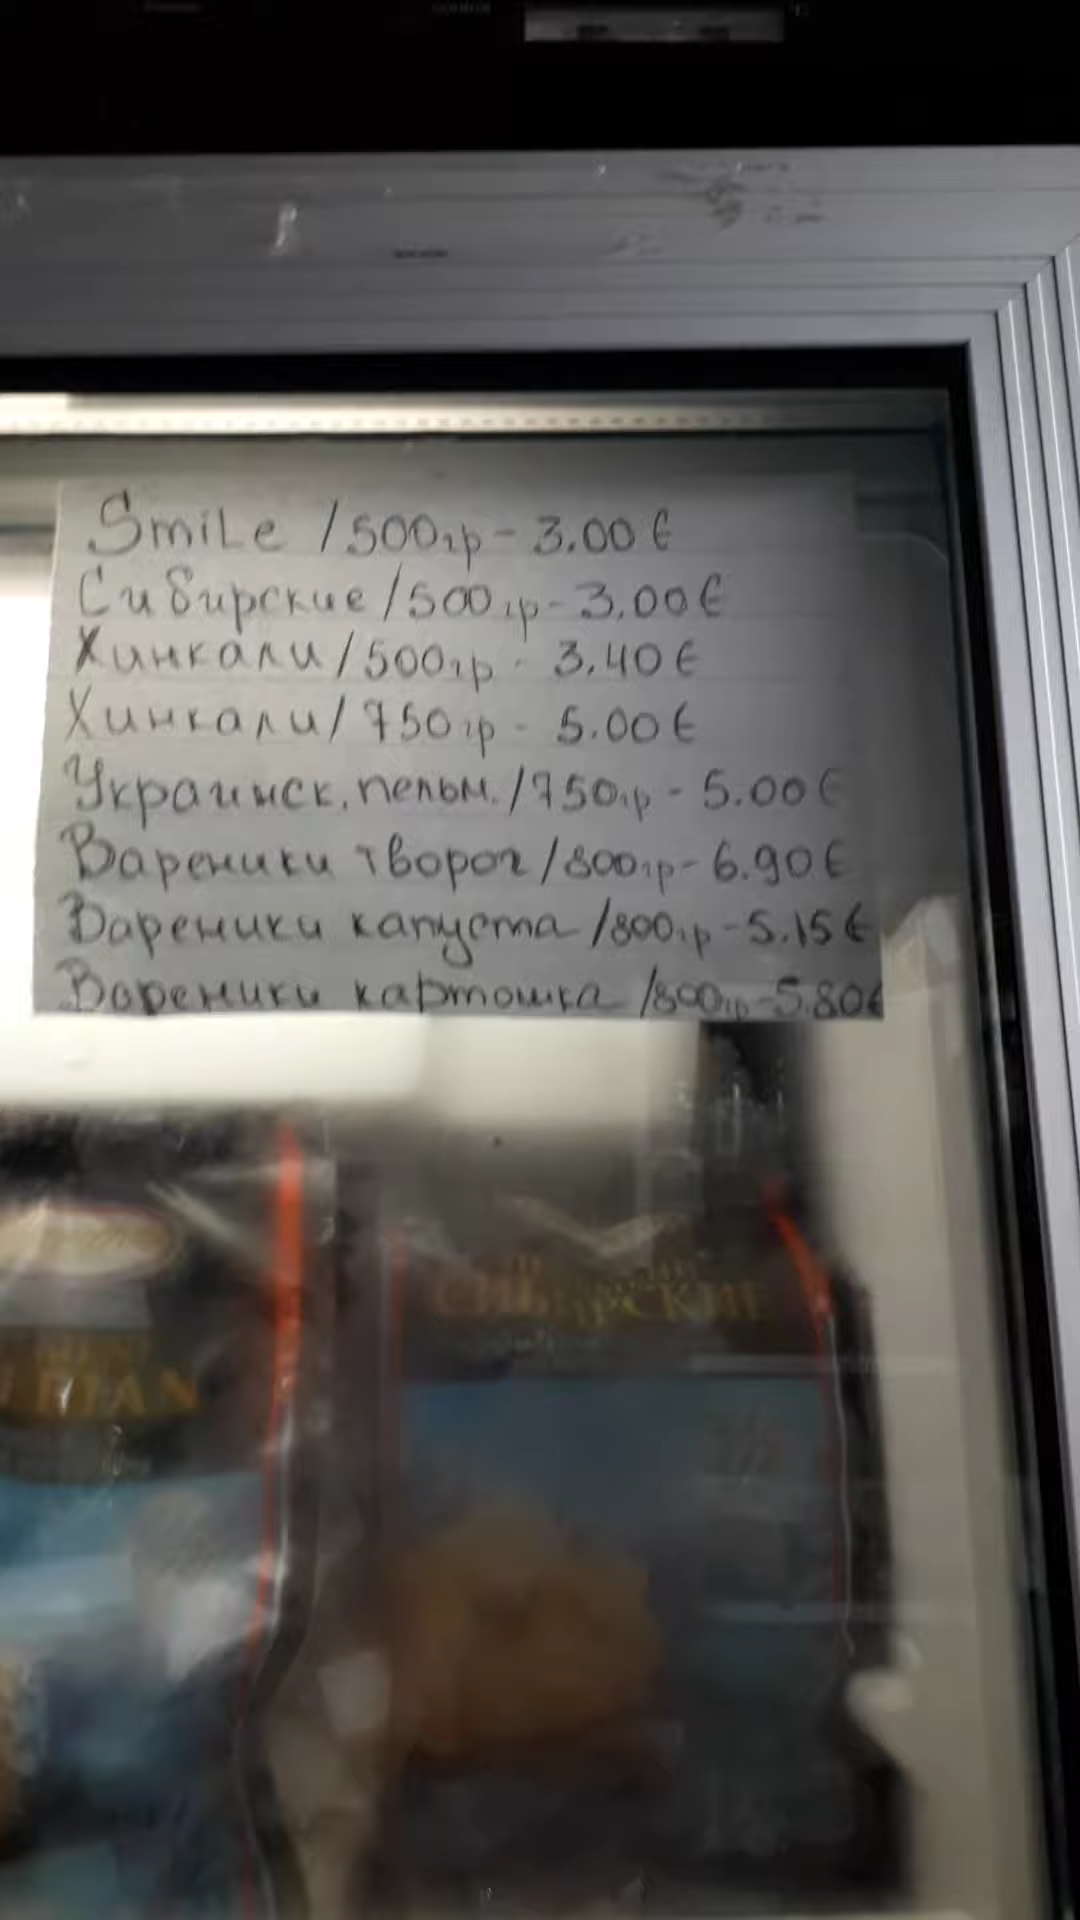 Smile /500гр - 3.00€
Сибирские /500гр - 3.00€
Хинкали /500гр - 3.40€
Хинкали /750гр - 5.00€
Украинск. пельм. /750гр - 5.00€
Вареники творог /800гр - 6.90€
Вареники капуста /800гр - 5.15€
Вареники картошка /800гр - 5.80€
СИБИРСКИЕ